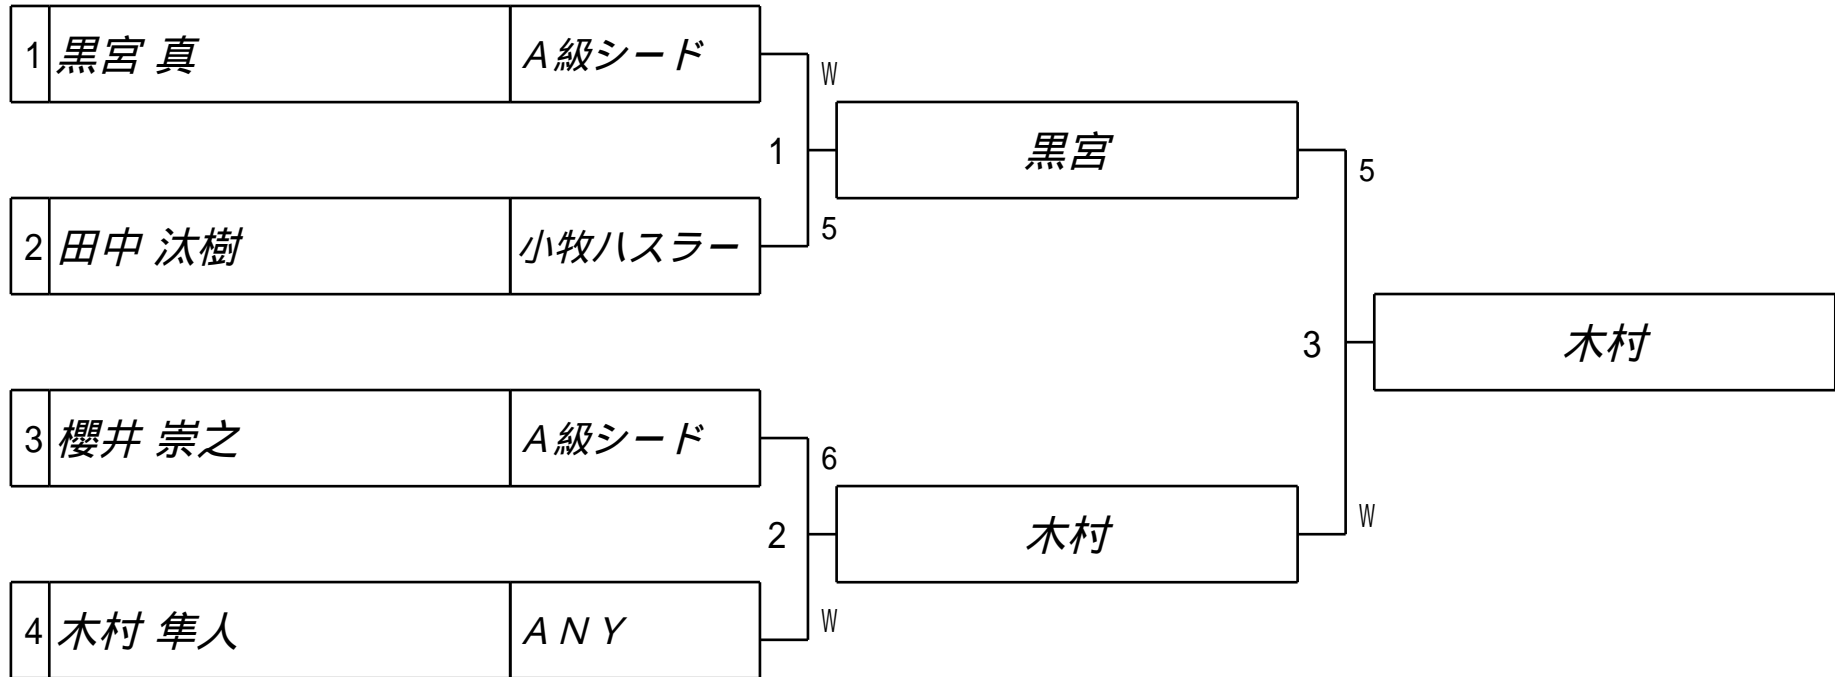 1 黒宮 真 A級シード
W
1 黒宮
5
2 田中 汰樹 小牧ハスラー
5
3 木村
3 櫻井 崇之 A級シード
6
2 木村
W
4 木村 隼人 ANY
W